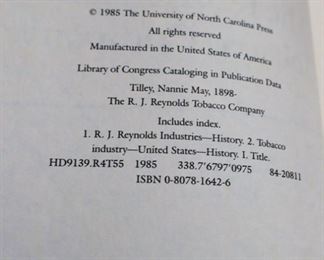 © 1985 The University of North Carolina Press
All rights reserved
Manufactured in the United States of America
Library of Congress Cataloging in Publication Data
Tilley, Nannie May, 1898-
The R. J. Reynolds Tobacco Company
Includes index.
1. R. J. Reynolds Industries—History. 2. Tobacco
industry—United States—History. I. Title.
HD9139.R4T55 1985 338.7'6797'0975 84-20811
ISBN 0-8078-1642-6